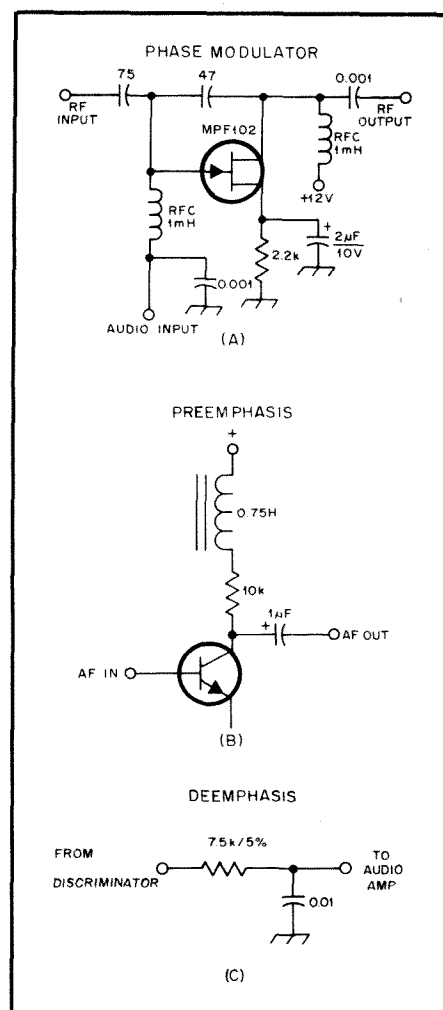 PHASE MODULATOR
75
47
0.001
RF INPUT
RF OUTPUT
MPF102
RFC 1mH
+12V
RFC 1mH
+
2µF
10V
2.2k
0.001
AUDIO INPUT
(A)
PREEMPHASIS
+
0.75H
10k
1µF
+
AF OUT
AF IN
(B)
DEEMPHASIS
7.5k/5%
FROM DISCRIMINATOR
TO AUDIO AMP
0.01
(C)